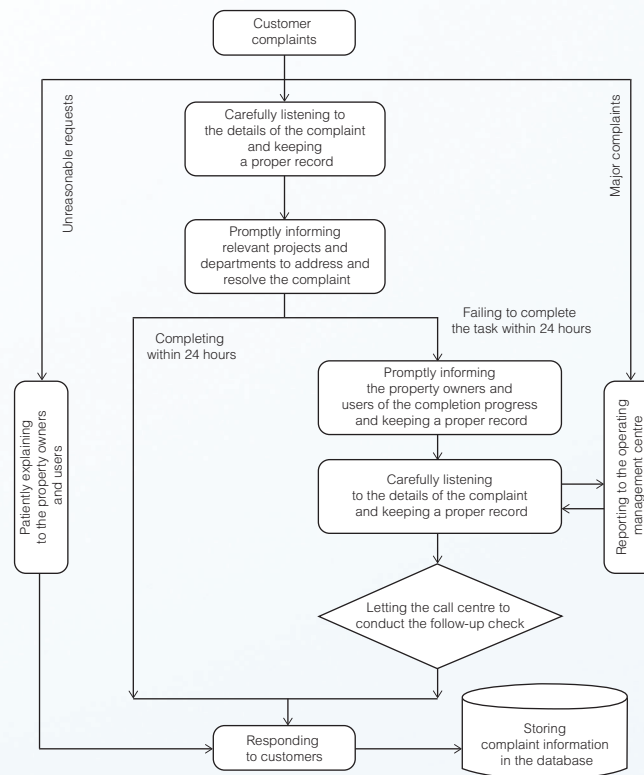 Customer
complaints
Unreasonable requests
Major complaints
Carefully listening to
the details of the complaint
and keeping
a proper record
Promptly informing
relevant projects and
departments to address and
resolve the complaint
Completing
within 24 hours
Failing to complete
the task within 24 hours
Promptly informing
the property owners and
users of the completion progress
and keeping a proper record
Patiently explaining
to the property owners
and users
Carefully listening
to the details of the complaint
and keeping a proper record
Reporting to the operating
management centre
Letting the call centre to
conduct the follow-up check
Responding
to customers
Storing
complaint information
in the database